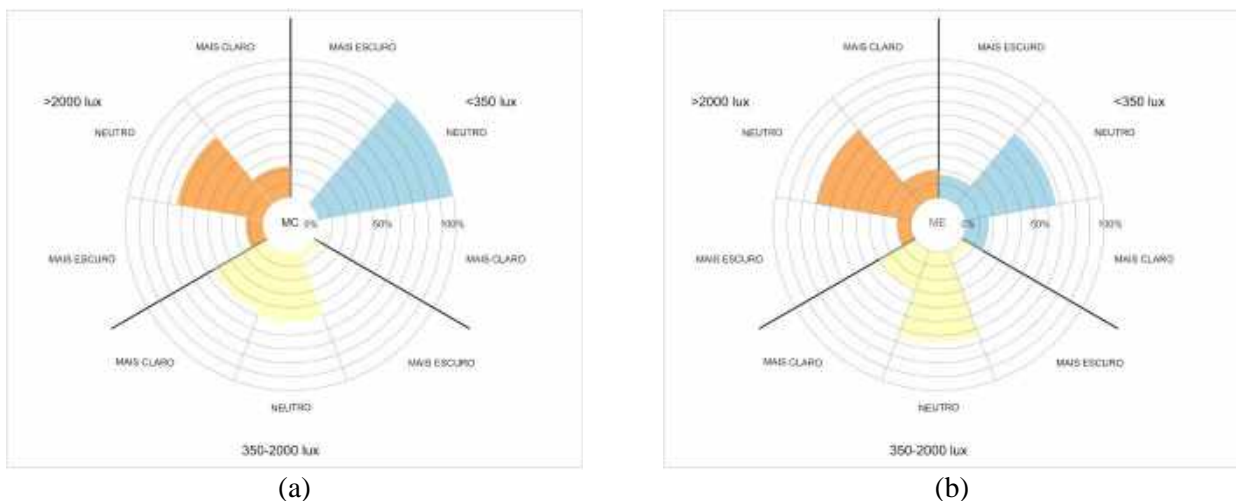 MAIS CLARO
MAIS ESCURO
>2000 lux
<350 lux
NEUTRO
NEUTRO
MC
0%
50%
100%
MAIS ESCURO
MAIS CLARO
MAIS CLARO
MAIS ESCURO
NEUTRO
350-2000 lux
(a)
MAIS CLARO
MAIS ESCURO
>2000 lux
<350 lux
NEUTRO
NEUTRO
ME
0%
50%
100%
MAIS ESCURO
MAIS CLARO
MAIS CLARO
MAIS ESCURO
NEUTRO
350-2000 lux
(b)